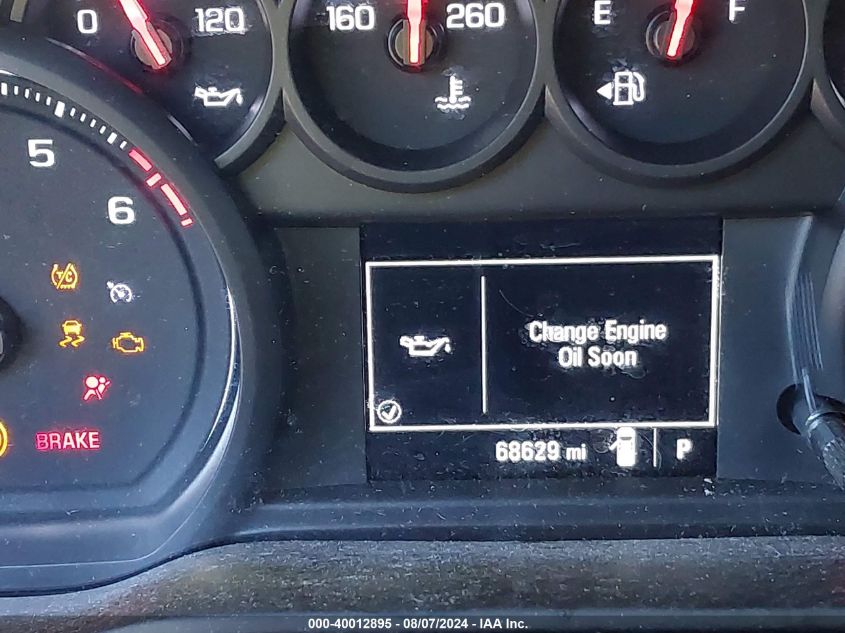 0 120
160 260
E F
5
6
T/C
BRAKE
Change Engine
Oil Soon
68629 mi P
000-40012895 - 08/07/2024 - IAA Inc.